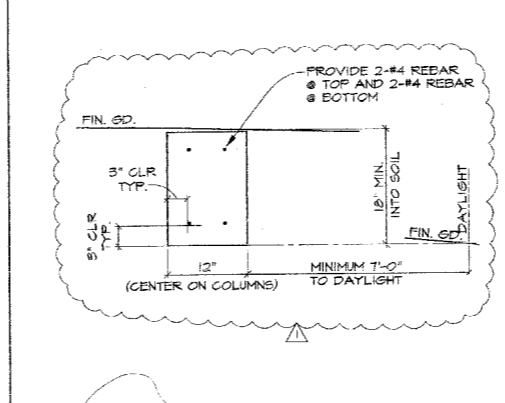 PROVIDE 2-#4 REBAR
@ TOP AND 2-#4 REBAR
@ BOTTOM
FIN. GD.
3" CLR
TYP.
18" MIN.
INTO SOIL
DAYLIGHT
3" CLR
TYP.
FIN. GD.
12"
(CENTER ON COLUMNS)
MINIMUM 7'-0"
TO DAYLIGHT
1